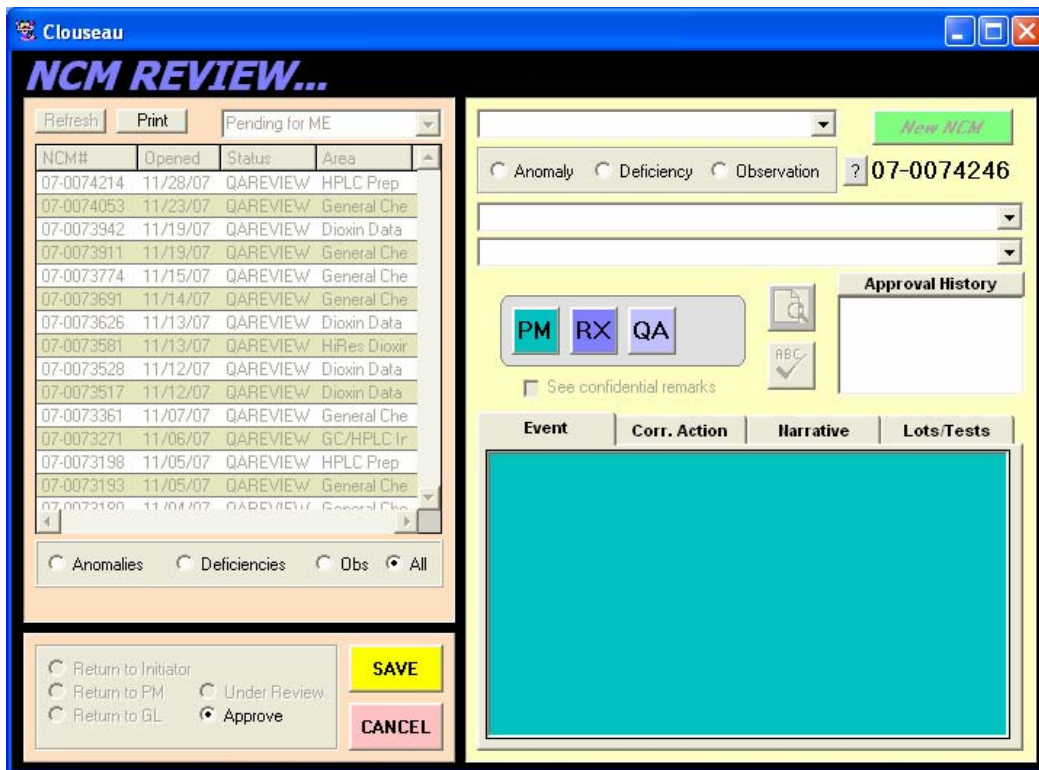 Clouseau
NCM REVIEW...
Refresh Print Pending for ME
NCM# Opened Status Area
07-0074214 11/28/07 QAREVIEW HPLC Prep
07-0074053 11/23/07 QAREVIEW General Che
07-0073942 11/19/07 QAREVIEW Dioxin Data
07-0073911 11/19/07 QAREVIEW General Che
07-0073774 11/15/07 QAREVIEW General Che
07-0073691 11/14/07 QAREVIEW General Che
07-0073626 11/13/07 QAREVIEW Dioxin Data
07-0073581 11/13/07 QAREVIEW HiRes Dioxir
07-0073528 11/12/07 QAREVIEW Dioxin Data
07-0073517 11/12/07 QAREVIEW Dioxin Data
07-0073361 11/07/07 QAREVIEW General Che
07-0073271 11/06/07 QAREVIEW GC/HPLC Ir
07-0073198 11/05/07 QAREVIEW HPLC Prep
07-0073193 11/05/07 QAREVIEW General Che
11/04/07 QAREVIEW General Che
Anomalies Deficiencies Obs All
Return to Initiator
Return to PM Under Review
Return to GL Approve
SAVE
CANCEL
New NCM
Anomaly Deficiency Observation ? 07-0074246
Approval History
PM RX QA
ABC
See confidential remarks
Event Corr. Action Narrative Lots/Tests